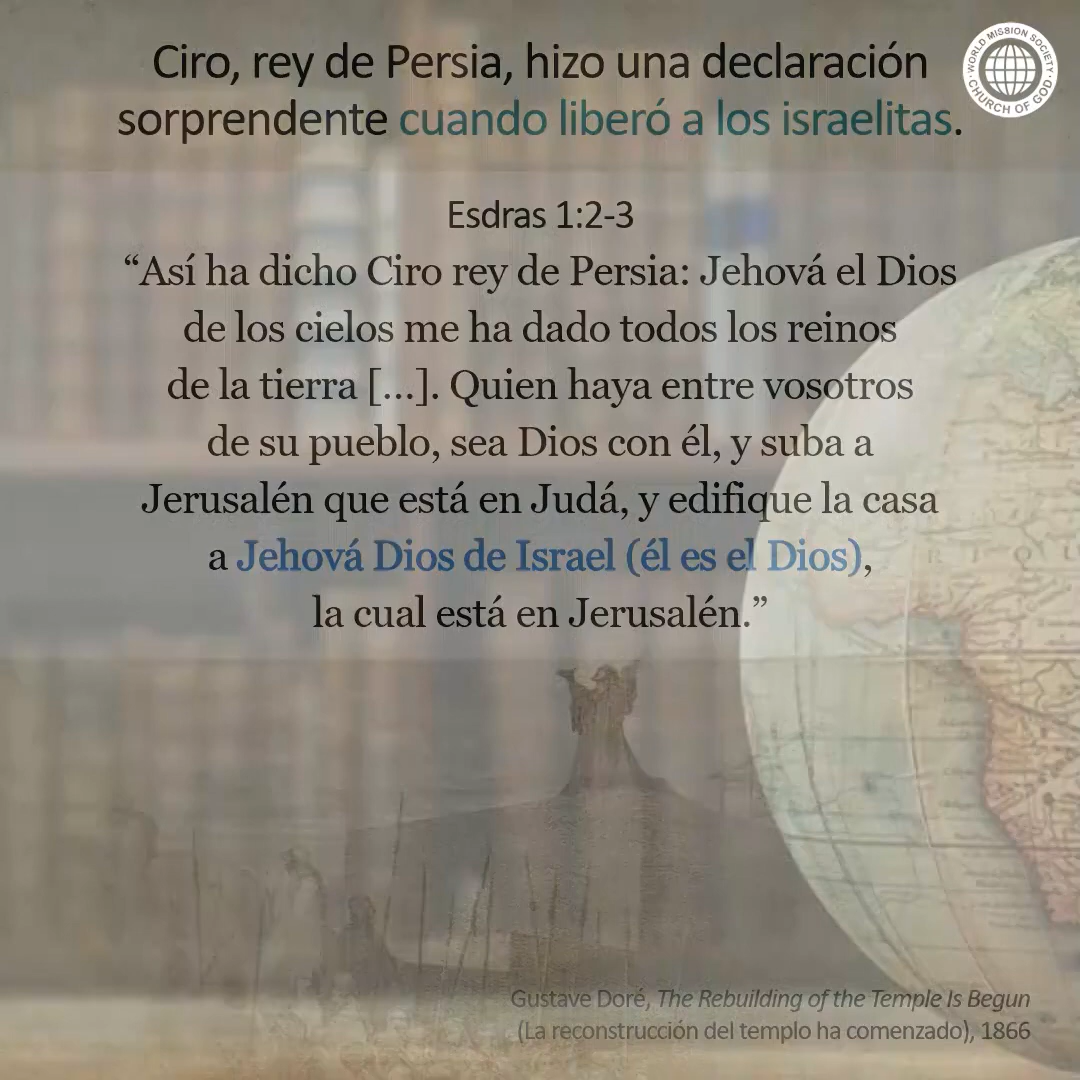 Ciro, rey de Persia, hizo una declaración
sorprendente cuando liberó a los israelitas.
WORLD MISSION SOCIETY
CHURCH OF GOD
Esdras 1:2-3
“Así ha dicho Ciro rey de Persia: Jehová el Dios
de los cielos me ha dado todos los reinos
de la tierra [...]. Quien haya entre vosotros
de su pueblo, sea Dios con él, y suba a
Jerusalén que está en Judá, y edifique la casa
a Jehová Dios de Israel (él es el Dios),
la cual está en Jerusalén.”
Gustave Doré, The Rebuilding of the Temple Is Begun
(La reconstrucción del templo ha comenzado), 1866